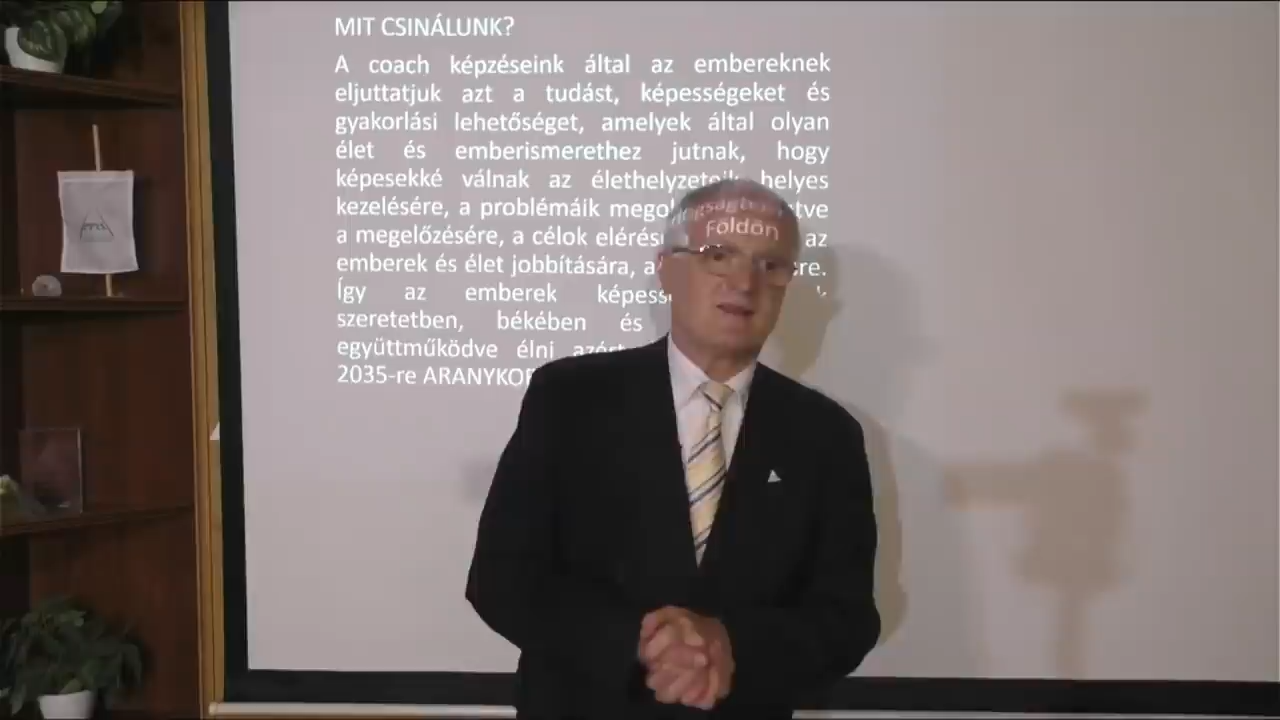 MIT CSINÁLUNK?
A coach képzéseink által az embereknek
eljuttatjuk azt a tudást, képességeket és
gyakorlási lehetőséget, amelyek által olyan
élet és emberismerethez jutnak, hogy
képesekké válnak az élethelyzeteik helyes
kezelésére, a problémáik
a megelőzésére, a célok az
emberek és élet jobbítására,
Így az emberek
szeretetben, békében és
együttműködve élni
2035-re
Földön